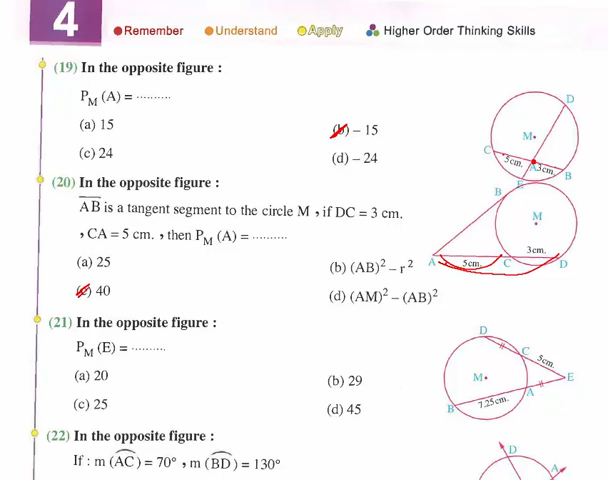 4
Remember Understand Apply Higher Order Thinking Skills
(19) In the opposite figure :
P_M (A) = ··········
(a) 15 (b) – 15
(c) 24 (d) – 24
D
M
C
5cm. A 3cm.
B
E
(20) In the opposite figure :
AB is a tangent segment to the circle M , if DC = 3 cm.
, CA = 5 cm. , then P_M (A) = ··········
(a) 25 (b) (AB)² – r²
(c) 40 (d) (AM)² – (AB)²
B
M
3cm.
A 5cm. C D
(21) In the opposite figure :
P_M (E) = ··········
(a) 20 (b) 29
(c) 25 (d) 45
D
C
5cm.
M E
A
B 7.25cm.
(22) In the opposite figure :
If : m (AC) = 70° , m (BD) = 130°
D
A